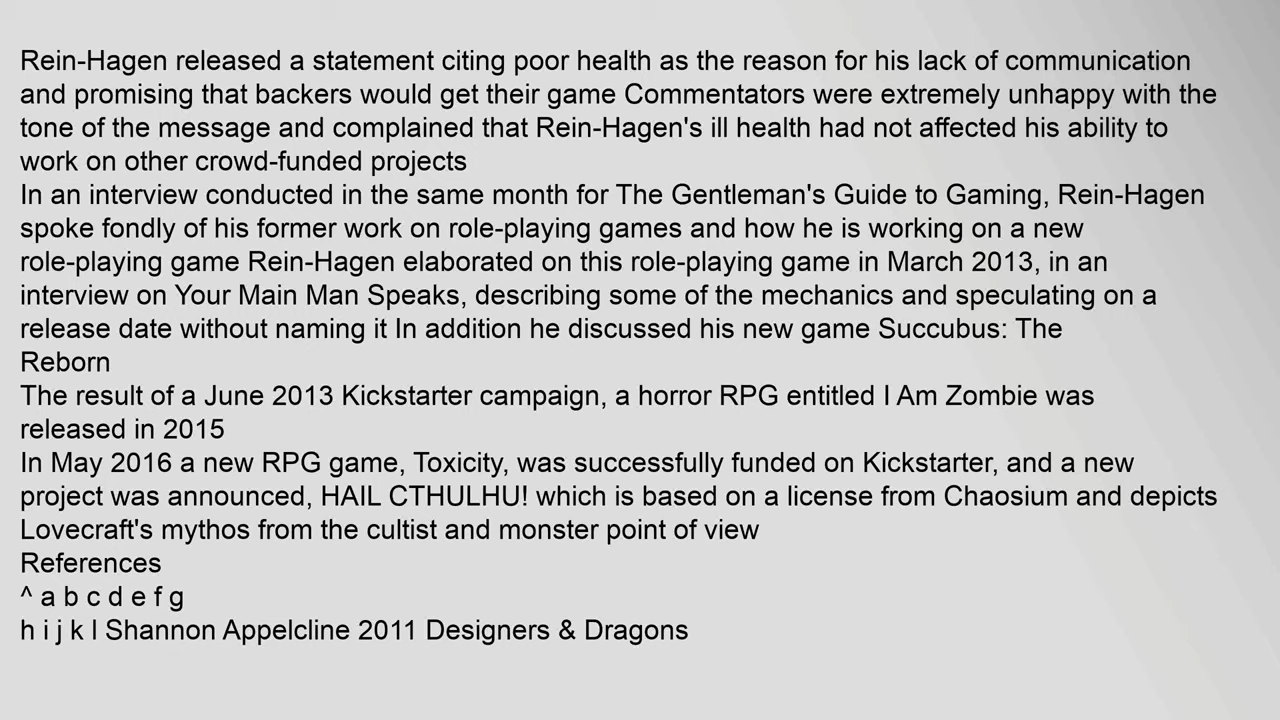 Rein-Hagen released a statement citing poor health as the reason for his lack of communication
and promising that backers would get their game Commentators were extremely unhappy with the
tone of the message and complained that Rein-Hagen's ill health had not affected his ability to
work on other crowd-funded projects
In an interview conducted in the same month for The Gentleman's Guide to Gaming, Rein-Hagen
spoke fondly of his former work on role-playing games and how he is working on a new
role-playing game Rein-Hagen elaborated on this role-playing game in March 2013, in an
interview on Your Main Man Speaks, describing some of the mechanics and speculating on a
release date without naming it In addition he discussed his new game Succubus: The
Reborn
The result of a June 2013 Kickstarter campaign, a horror RPG entitled I Am Zombie was
released in 2015
In May 2016 a new RPG game, Toxicity, was successfully funded on Kickstarter, and a new
project was announced, HAIL CTHULHU! which is based on a license from Chaosium and depicts
Lovecraft's mythos from the cultist and monster point of view
References
^ a b c d e f g
h i j k l Shannon Appelcline 2011 Designers & Dragons